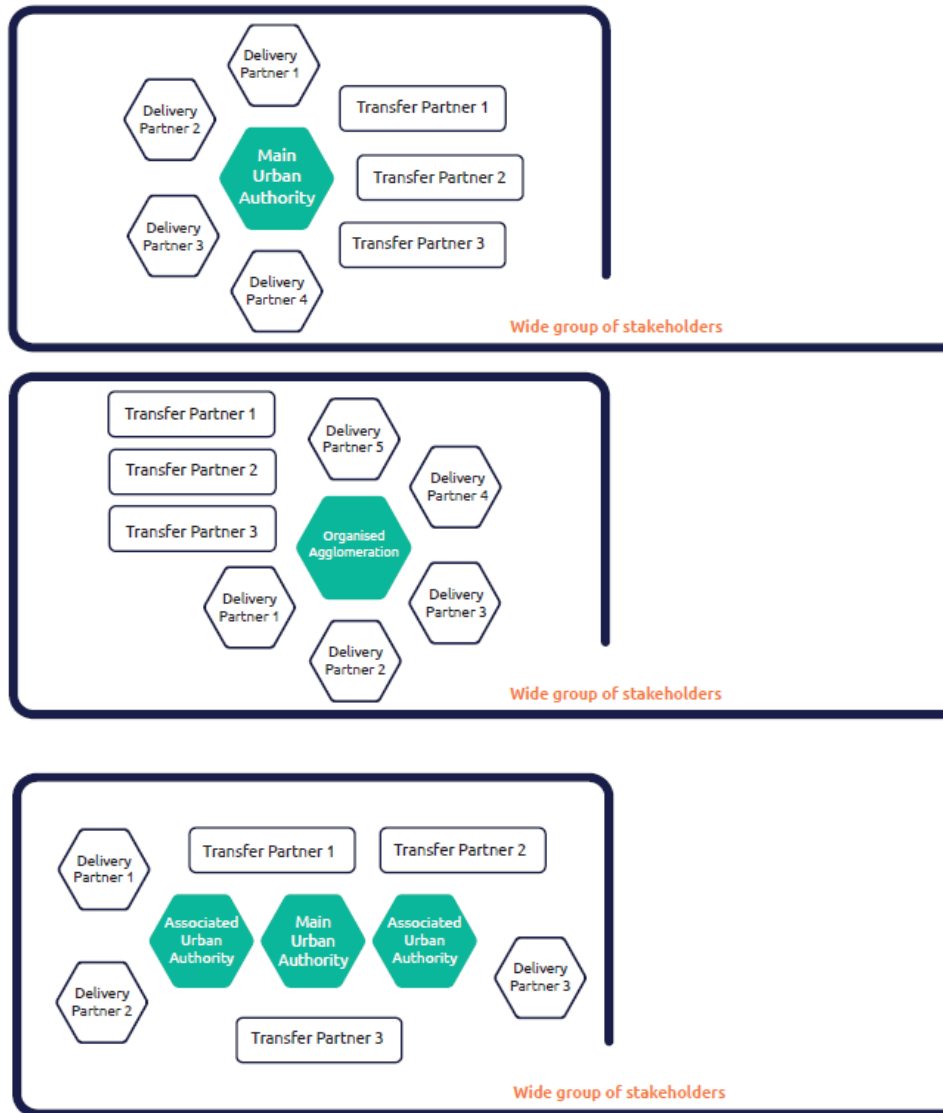 Delivery
Partner 1
Delivery
Partner 2
Transfer Partner 1
Main
Urban
Authority
Transfer Partner 2
Delivery
Partner 3
Transfer Partner 3
Delivery
Partner 4
Wide group of stakeholders
Transfer Partner 1
Transfer Partner 2
Transfer Partner 3
Delivery
Partner 5
Delivery
Partner 4
Organised
Agglomeration
Delivery
Partner 1
Delivery
Partner 3
Delivery
Partner 2
Wide group of stakeholders
Delivery
Partner 1
Transfer Partner 1
Transfer Partner 2
Associated
Urban
Authority
Main
Urban
Authority
Associated
Urban
Authority
Delivery
Partner 2
Delivery
Partner 3
Transfer Partner 3
Wide group of stakeholders